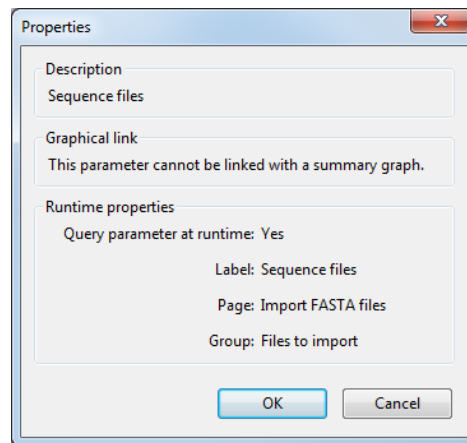 Properties
Description
Sequence files
Graphical link
This parameter cannot be linked with a summary graph.
Runtime properties
Query parameter at runtime: Yes
Label: Sequence files
Page: Import FASTA files
Group: Files to import
OK Cancel